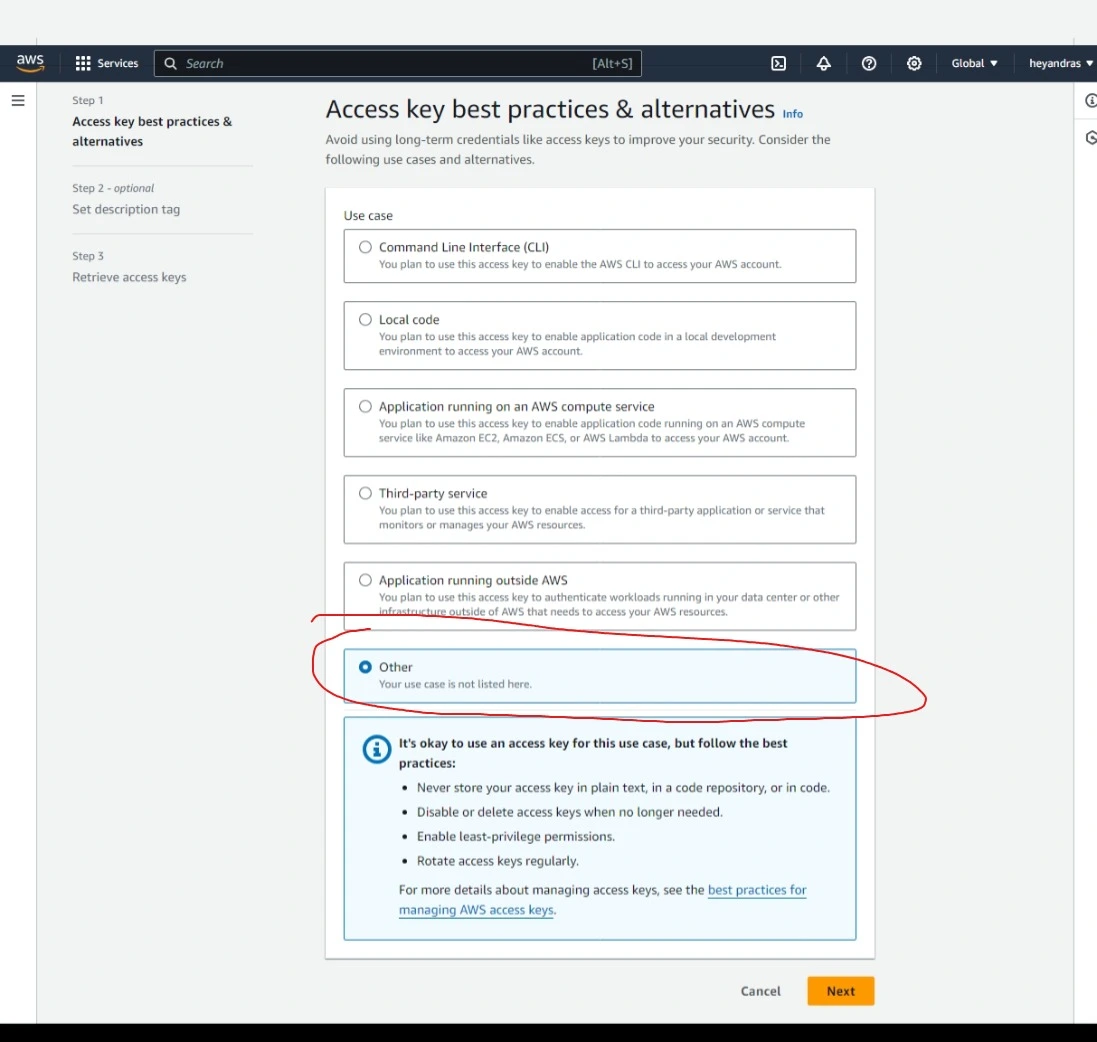 aws
Services
Search
[Alt+S]
Global
heyandras
Step 1
Access key best practices &
alternatives
Step 2 - optional
Set description tag
Step 3
Retrieve access keys
Access key best practices & alternatives Info
Avoid using long-term credentials like access keys to improve your security. Consider the
following use cases and alternatives.
Use case
Command Line Interface (CLI)
You plan to use this access key to enable the AWS CLI to access your AWS account.
Local code
You plan to use this access key to enable application code in a local development
environment to access your AWS account.
Application running on an AWS compute service
You plan to use this access key to enable application code running on an AWS compute
service like Amazon EC2, Amazon ECS, or AWS Lambda to access your AWS account.
Third-party service
You plan to use this access key to enable access for a third-party application or service that
monitors or manages your AWS resources.
Application running outside AWS
You plan to use this access key to authenticate workloads running in your data center or other
infrastructure outside of AWS that needs to access your AWS resources.
Other
Your use case is not listed here.
It's okay to use an access key for this use case, but follow the best
practices:
• Never store your access key in plain text, in a code repository, or in code.
• Disable or delete access keys when no longer needed.
• Enable least-privilege permissions.
• Rotate access keys regularly.
For more details about managing access keys, see the best practices for
managing AWS access keys.
Cancel
Next